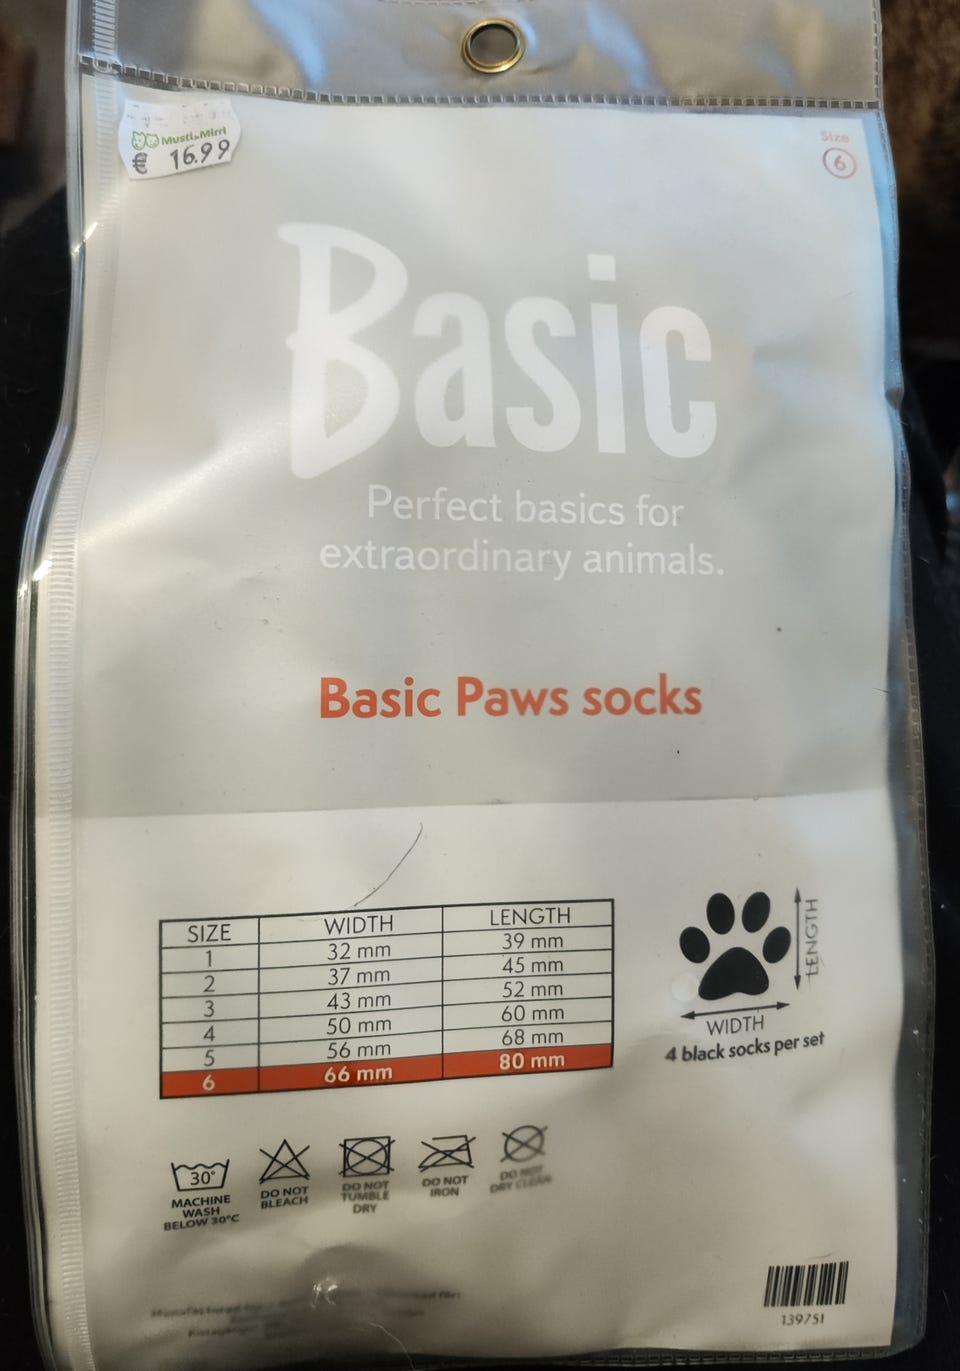 Musti&Mirri
€ 16.99
Size
6
Basic
Perfect basics for
extraordinary animals.
Basic Paws socks
SIZE WIDTH LENGTH
1 32 mm 39 mm
2 37 mm 45 mm
3 43 mm 52 mm
4 50 mm 60 mm
5 56 mm 68 mm
6 66 mm 80 mm
LENGTH
WIDTH
4 black socks per set
30°
MACHINE
WASH
BELOW 30°C
DO NOT
BLEACH
DO NOT
TUMBLE
DRY
DO NOT
IRON
DO NOT
DRY CLEAN
139751